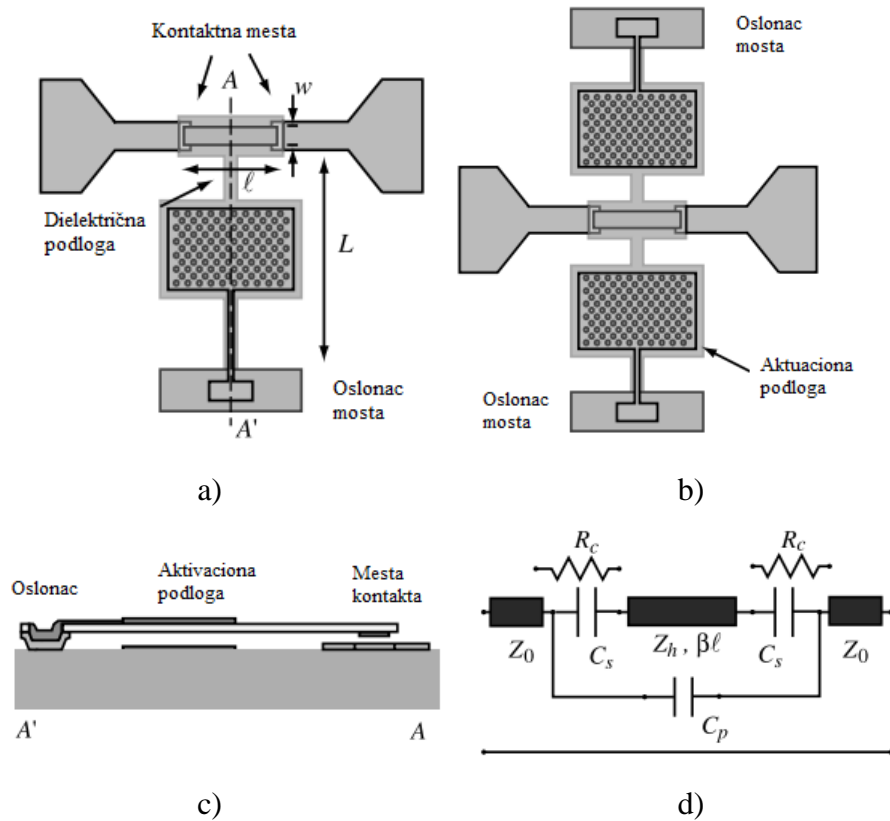 Kontaktna mesta
A
w
ℓ
Dielektrična
podloga
L
Oslonac
mosta
A'
a)
Oslonac
mosta
Aktuaciona
podloga
Oslonac
mosta
b)
Oslonac
Aktivaciona
podloga
Mesta
kontakta
A'
A
c)
R_c
R_c
Z_0
C_s
Z_h , βℓ
C_s
Z_0
C_p
d)